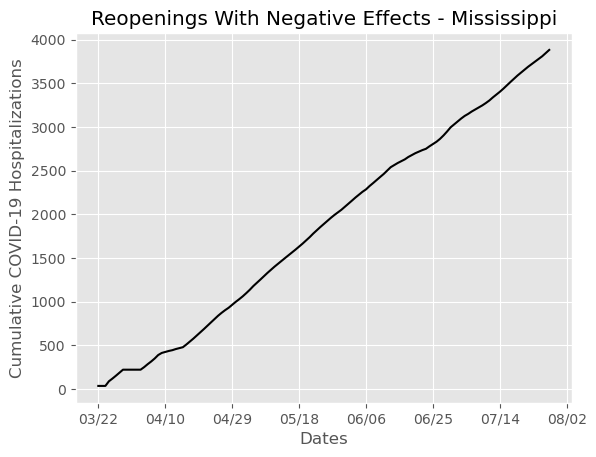 Reopenings With Negative Effects - Mississippi
Cumulative COVID-19 Hospitalizations
4000
3500
3000
2500
2000
1500
1000
500
0
03/22 04/10 04/29 05/18 06/06 06/25 07/14 08/02
Dates